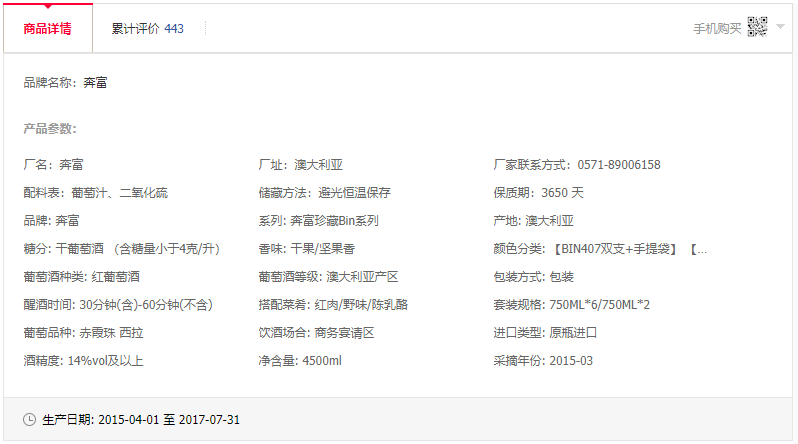 商品详情 累计评价 443 手机购买
品牌名称: 奔富
产品参数:
厂名: 奔富 厂址: 澳大利亚 厂家联系方式: 0571-89006158
配料表: 葡萄汁、二氧化硫 储藏方法: 避光恒温保存 保质期: 3650 天
品牌: 奔富 系列: 奔富珍藏Bin系列 产地: 澳大利亚
糖分: 干葡萄酒 (含糖量小于4克/升) 香味: 干果/坚果香 颜色分类: 【BIN407双支+手提袋】 【...
葡萄酒种类: 红葡萄酒 葡萄酒等级: 澳大利亚产区 包装方式: 包装
醒酒时间: 30分钟(含)-60分钟(不含) 搭配菜肴: 红肉/野味/陈乳酪 套装规格: 750ML*6/750ML*2
葡萄品种: 赤霞珠 西拉 饮酒场合: 商务宴请区 进口类型: 原瓶进口
酒精度: 14%vol及以上 净含量: 4500ml 采摘年份: 2015-03
生产日期: 2015-04-01 至 2017-07-31